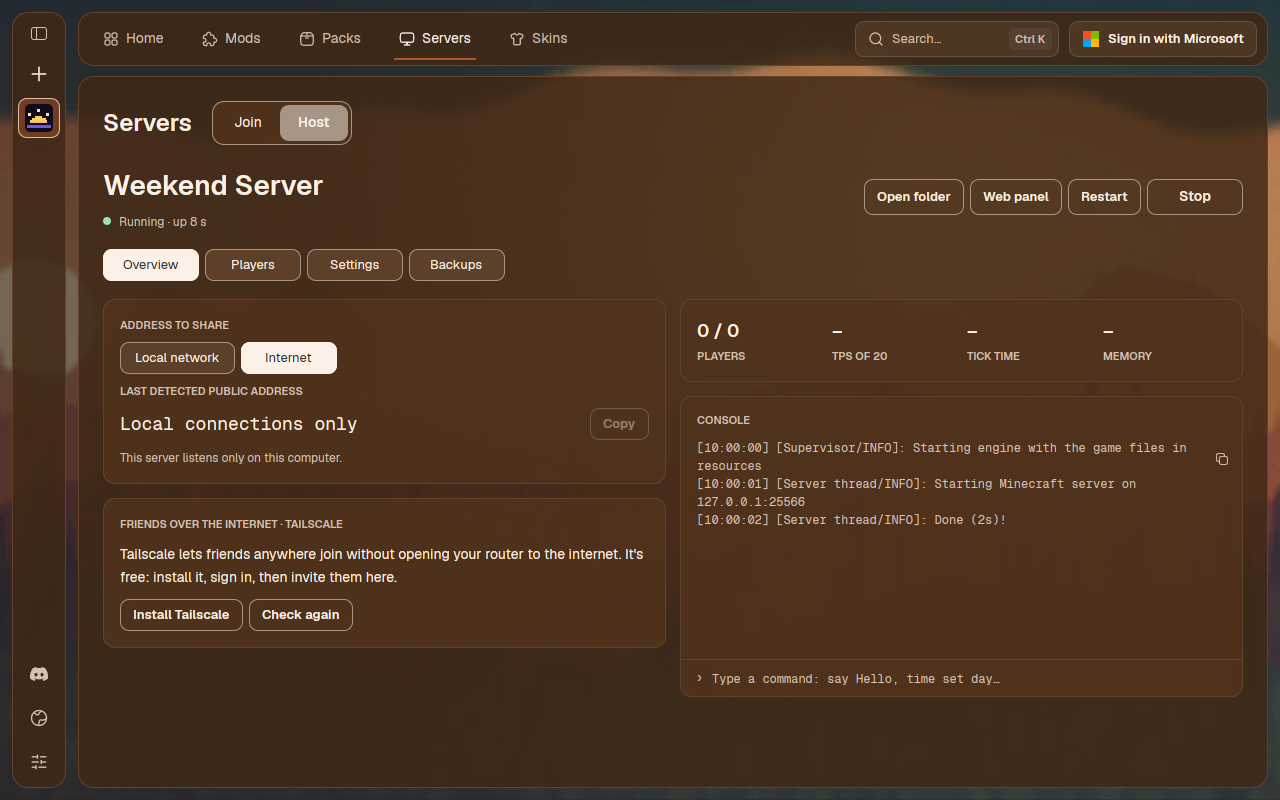 Home
Mods
Packs
Servers
Skins
Search...
Ctrl K
Sign in with Microsoft
Servers
Join
Host
Weekend Server
Running · up 8 s
Open folder
Web panel
Restart
Stop
Overview
Players
Settings
Backups
ADDRESS TO SHARE
Local network
Internet
LAST DETECTED PUBLIC ADDRESS
Local connections only
Copy
This server listens only on this computer.
FRIENDS OVER THE INTERNET · TAILSCALE
Tailscale lets friends anywhere join without opening your router to the internet. It's
free: install it, sign in, then invite them here.
Install Tailscale
Check again
0 / 0
PLAYERS
–
TPS OF 20
–
TICK TIME
–
MEMORY
CONSOLE
[10:00:00] [Supervisor/INFO]: Starting engine with the game files in
resources
[10:00:01] [Server thread/INFO]: Starting Minecraft server on
127.0.0.1:25566
[10:00:02] [Server thread/INFO]: Done (2s)!
› Type a command: say Hello, time set day…